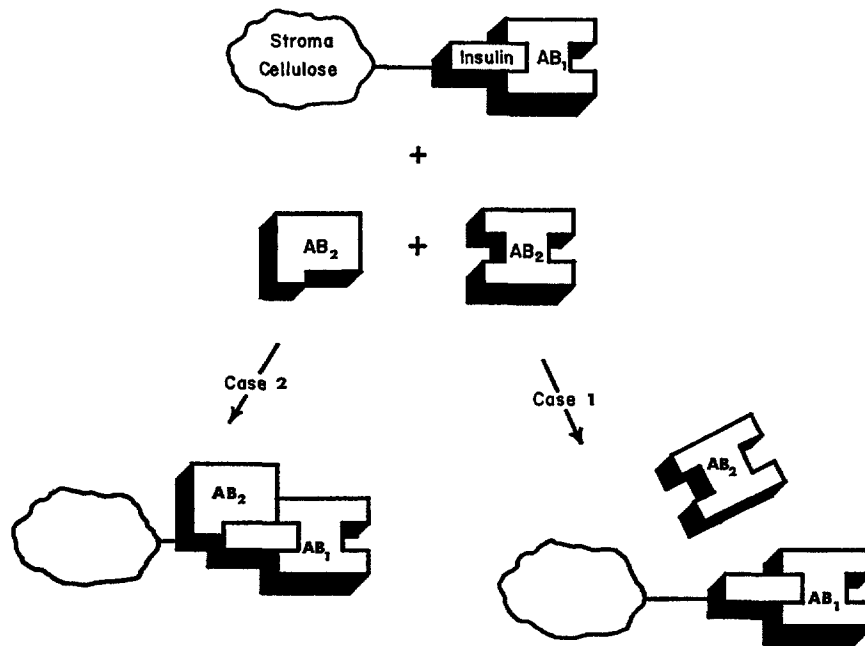 Stroma
Cellulose
Insulin
AB₁
+
AB₂
+
AB₂
Case 2
Case 1
AB₂
AB₁
AB₂
AB₁